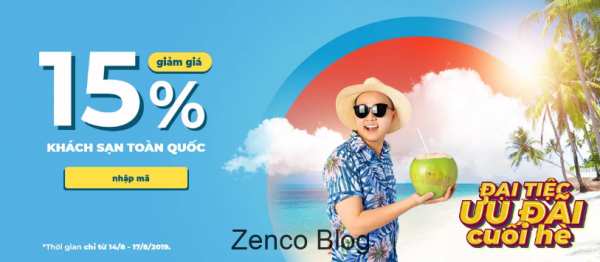 giảm giá
15%
KHÁCH SẠN TOÀN QUỐC
nhập mã
*Thời gian chỉ từ 14/8 - 17/8/2019.
Zenco Blog
ĐẠI TIỆC
ƯU ĐÃI
cuối hè